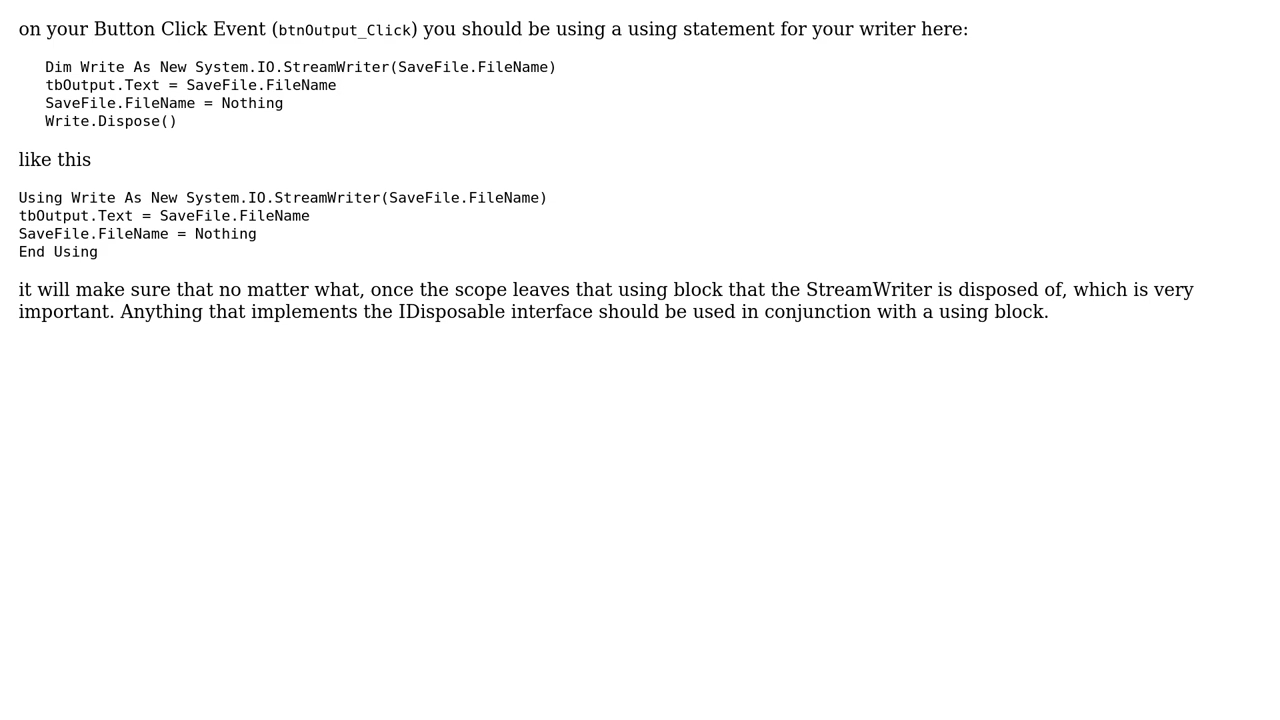 on your Button Click Event (btnOutput_Click) you should be using a using statement for your writer here:
Dim Write As New System.IO.StreamWriter(SaveFile.FileName)
tbOutput.Text = SaveFile.FileName
SaveFile.FileName = Nothing
Write.Dispose()
like this
Using Write As New System.IO.StreamWriter(SaveFile.FileName)
tbOutput.Text = SaveFile.FileName
SaveFile.FileName = Nothing
End Using
it will make sure that no matter what, once the scope leaves that using block that the StreamWriter is disposed of, which is very
important. Anything that implements the IDisposable interface should be used in conjunction with a using block.